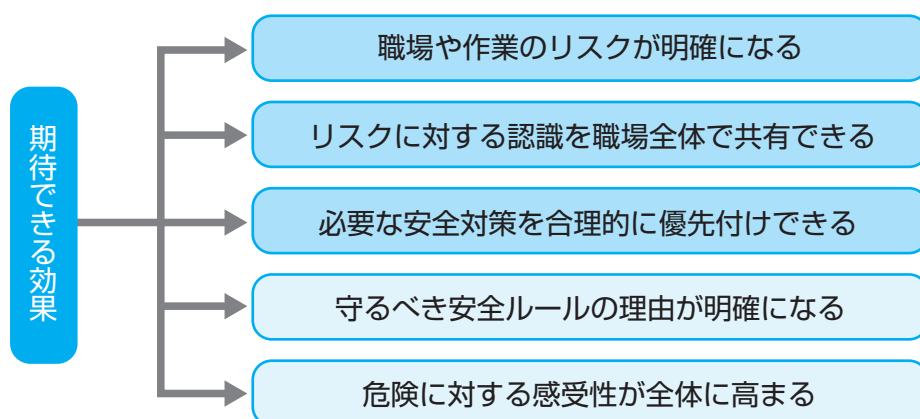 期待できる効果
職場や作業のリスクが明確になる
リスクに対する認識を職場全体で共有できる
必要な安全対策を合理的に優先付けできる
守るべき安全ルールの理由が明確になる
危険に対する感受性が全体に高まる